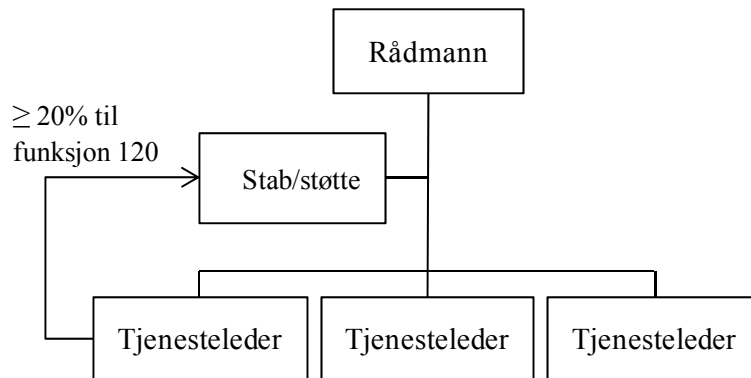 Rådmann
≥ 20% til
funksjon 120
Stab/støtte
Tjenesteleder
Tjenesteleder
Tjenesteleder